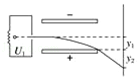 −
U₁
+
y₁
y₂